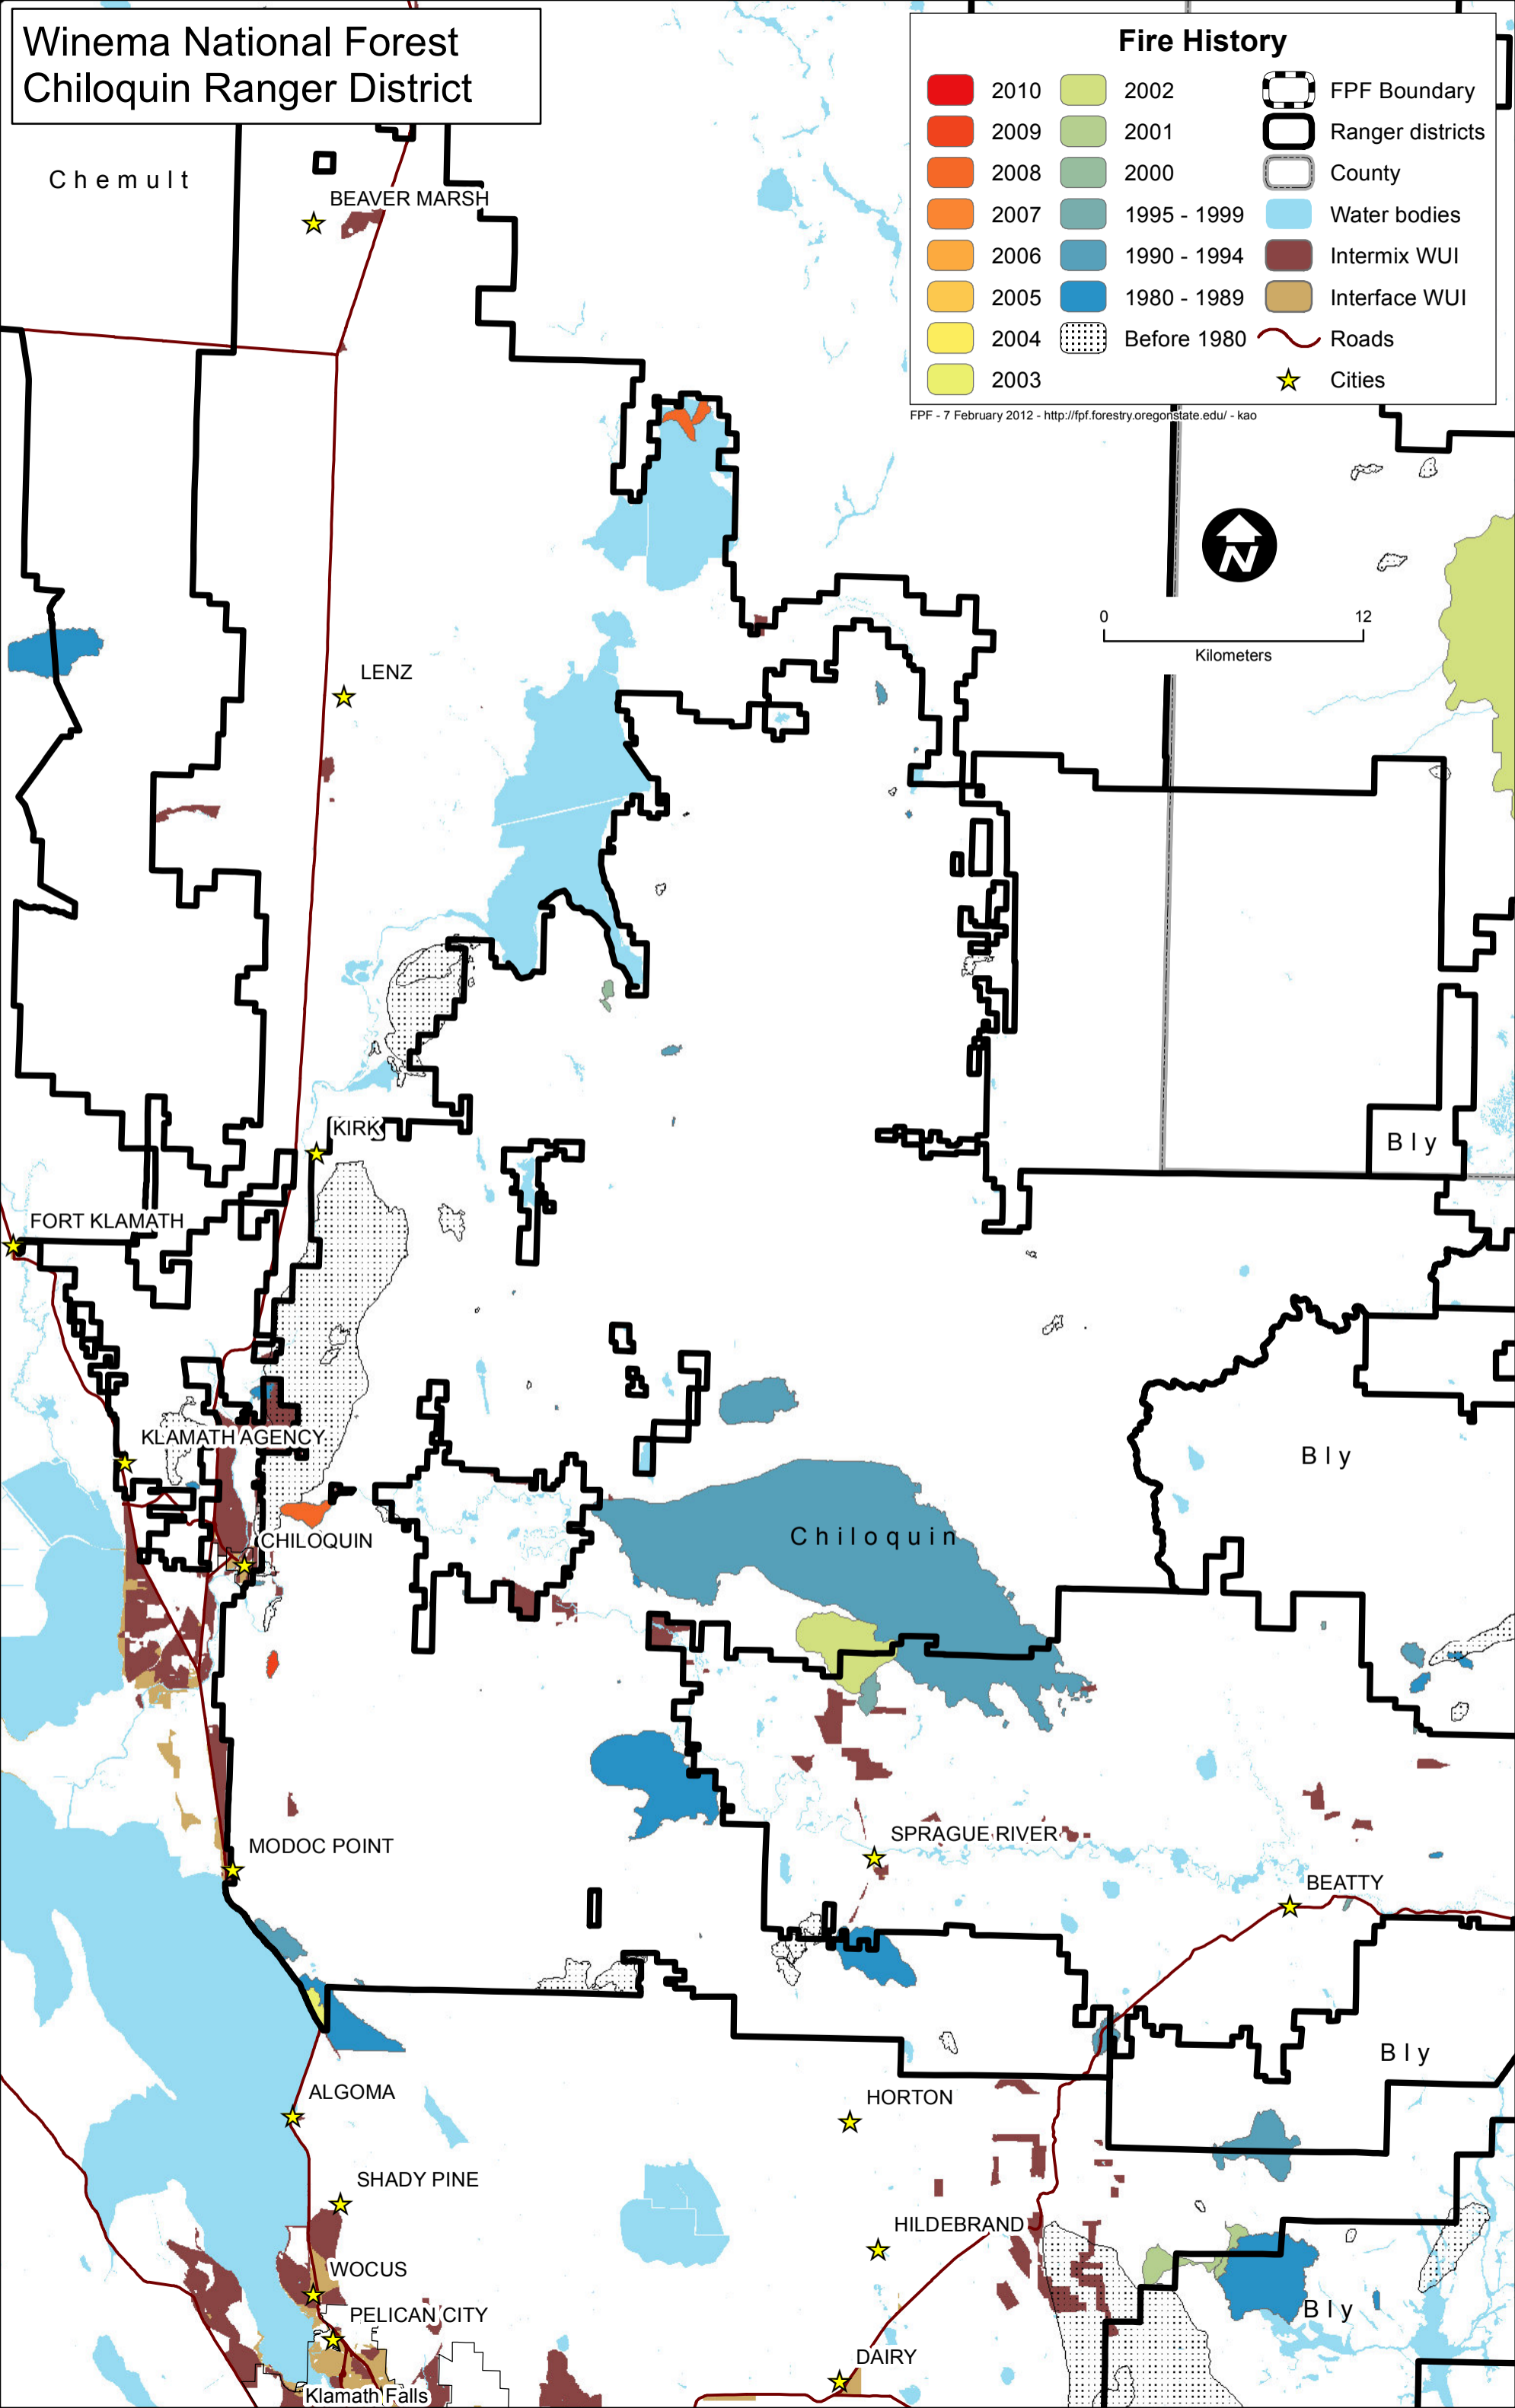 Winema National Forest
Chiloquin Ranger District
Fire History
2010
2002
FPF Boundary
2009
2001
Ranger districts
2008
2000
County
2007
1995 - 1999
Water bodies
2006
1990 - 1994
Intermix WUI
2005
1980 - 1989
Interface WUI
2004
Before 1980
Roads
2003
Cities
FPF - 7 February 2012 - http://fpf.forestry.oregonstate.edu/ - kao
Chemult
BEAVER MARSH
N
0
12
Kilometers
LENZ
KIRK
Bly
FORT KLAMATH
KLAMATH AGENCY
Bly
CHILOQUIN
Chiloquin
MODOC POINT
SPRAGUE RIVER
BEATTY
Bly
ALGOMA
HORTON
SHADY PINE
HILDEBRAND
WOCUS
PELICAN CITY
Bly
DAIRY
Klamath Falls